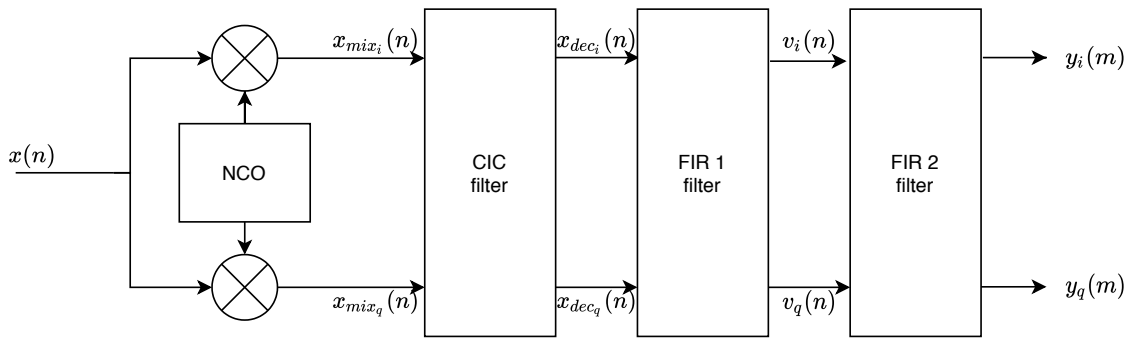 x(n)
NCO
x_{mix_i}(n)
x_{mix_q}(n)
CIC
filter
x_{dec_i}(n)
x_{dec_q}(n)
FIR 1
filter
v_i(n)
v_q(n)
FIR 2
filter
y_i(m)
y_q(m)